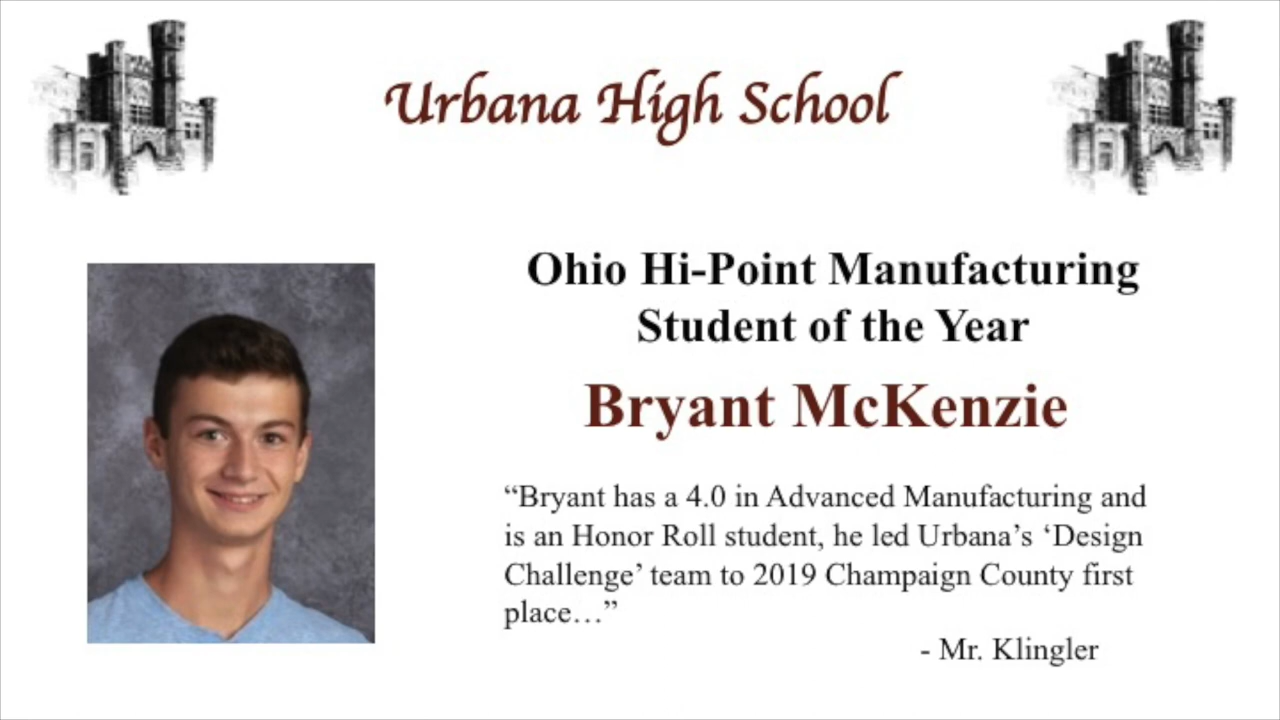 Urbana High School
Ohio Hi-Point Manufacturing
Student of the Year
Bryant McKenzie
“Bryant has a 4.0 in Advanced Manufacturing and
is an Honor Roll student, he led Urbana’s ‘Design
Challenge’ team to 2019 Champaign County first
place…”
- Mr. Klingler